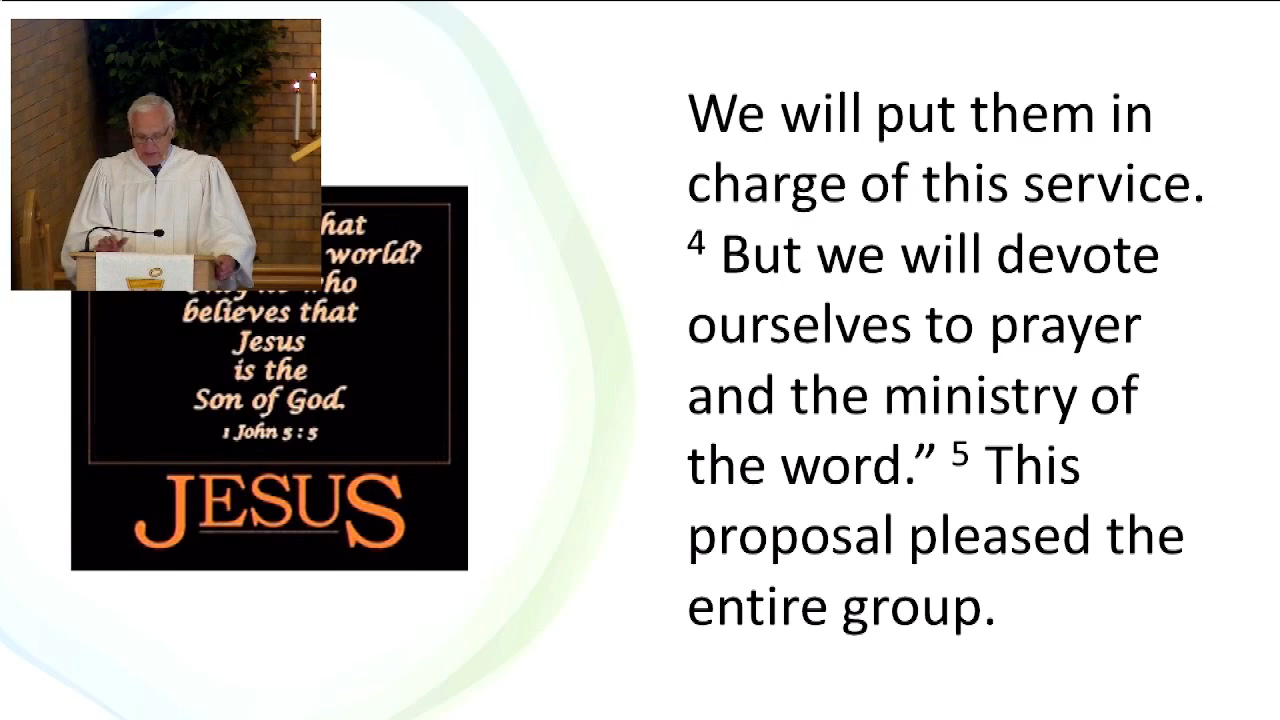 hat
world?
ho
believes that
Jesus
is the
Son of God.
1 John 5 : 5
JESUS
We will put them in
charge of this service.
4 But we will devote
ourselves to prayer
and the ministry of
the word.” 5 This
proposal pleased the
entire group.